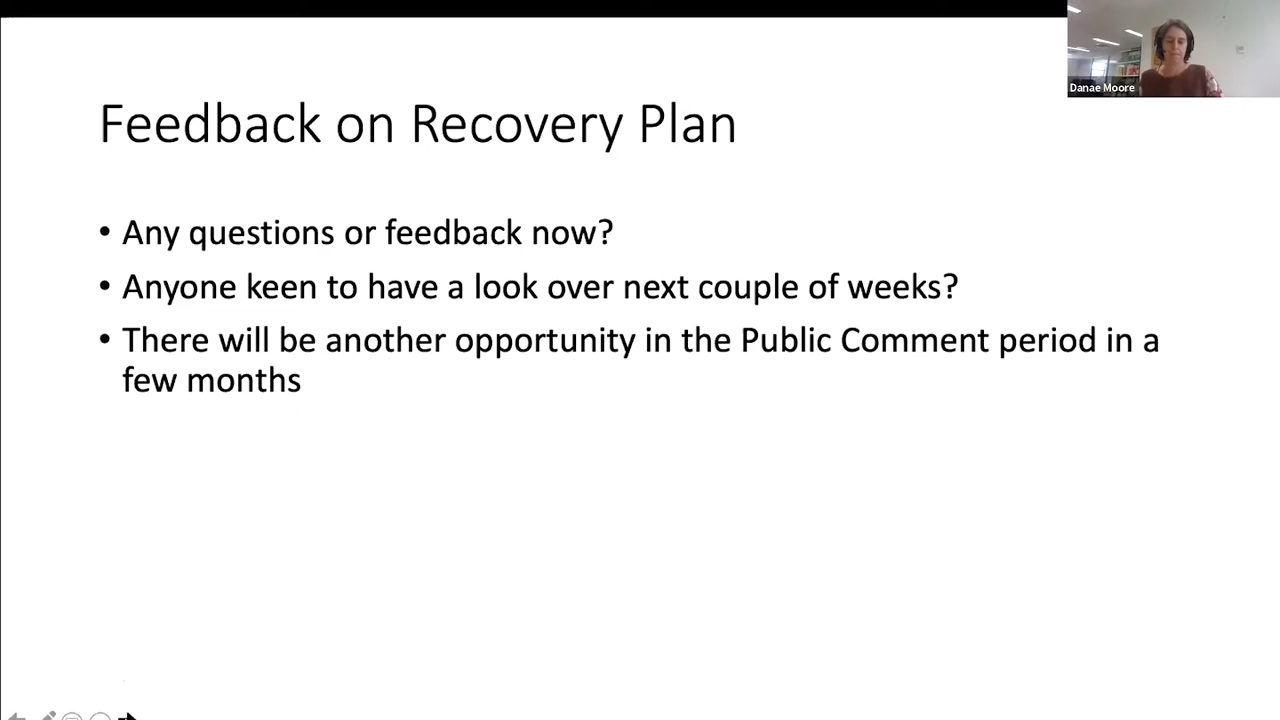 Danae Moore
Feedback on Recovery Plan
• Any questions or feedback now?
• Anyone keen to have a look over next couple of weeks?
• There will be another opportunity in the Public Comment period in a
few months